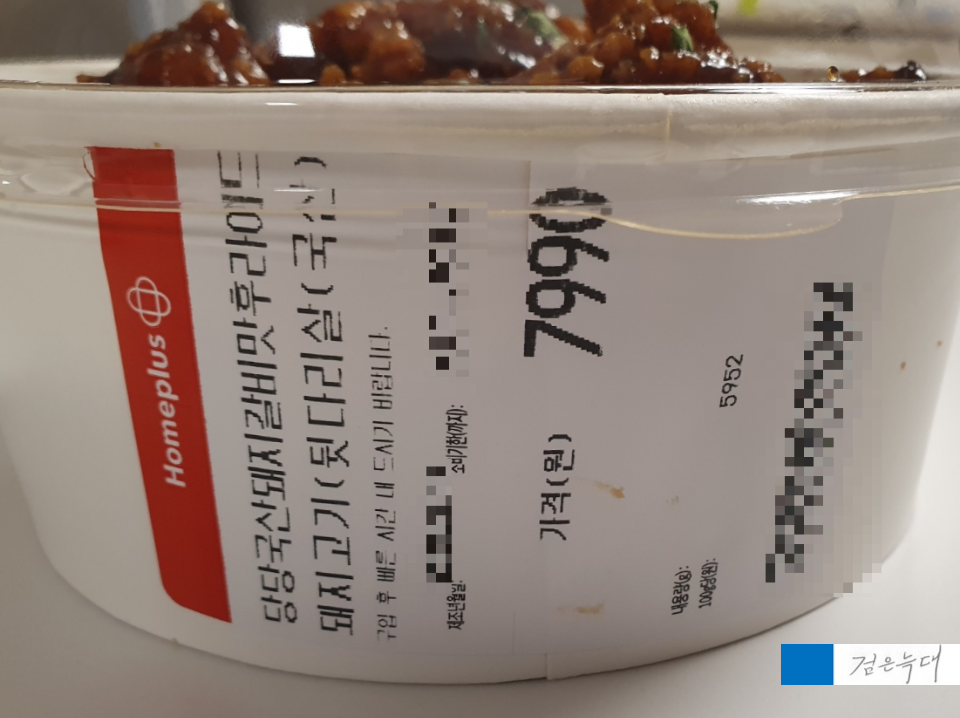 Homeplus
당당국산돼지갈비맛후라이드
돼지고기(뒷다리살(국산)
구입 후 빠른 시간 내 드시기 바랍니다.
제조년월일: 소비기한(까지):
가격(원) 7990
내용량(g):
100g당(원): 5952
검은늑대